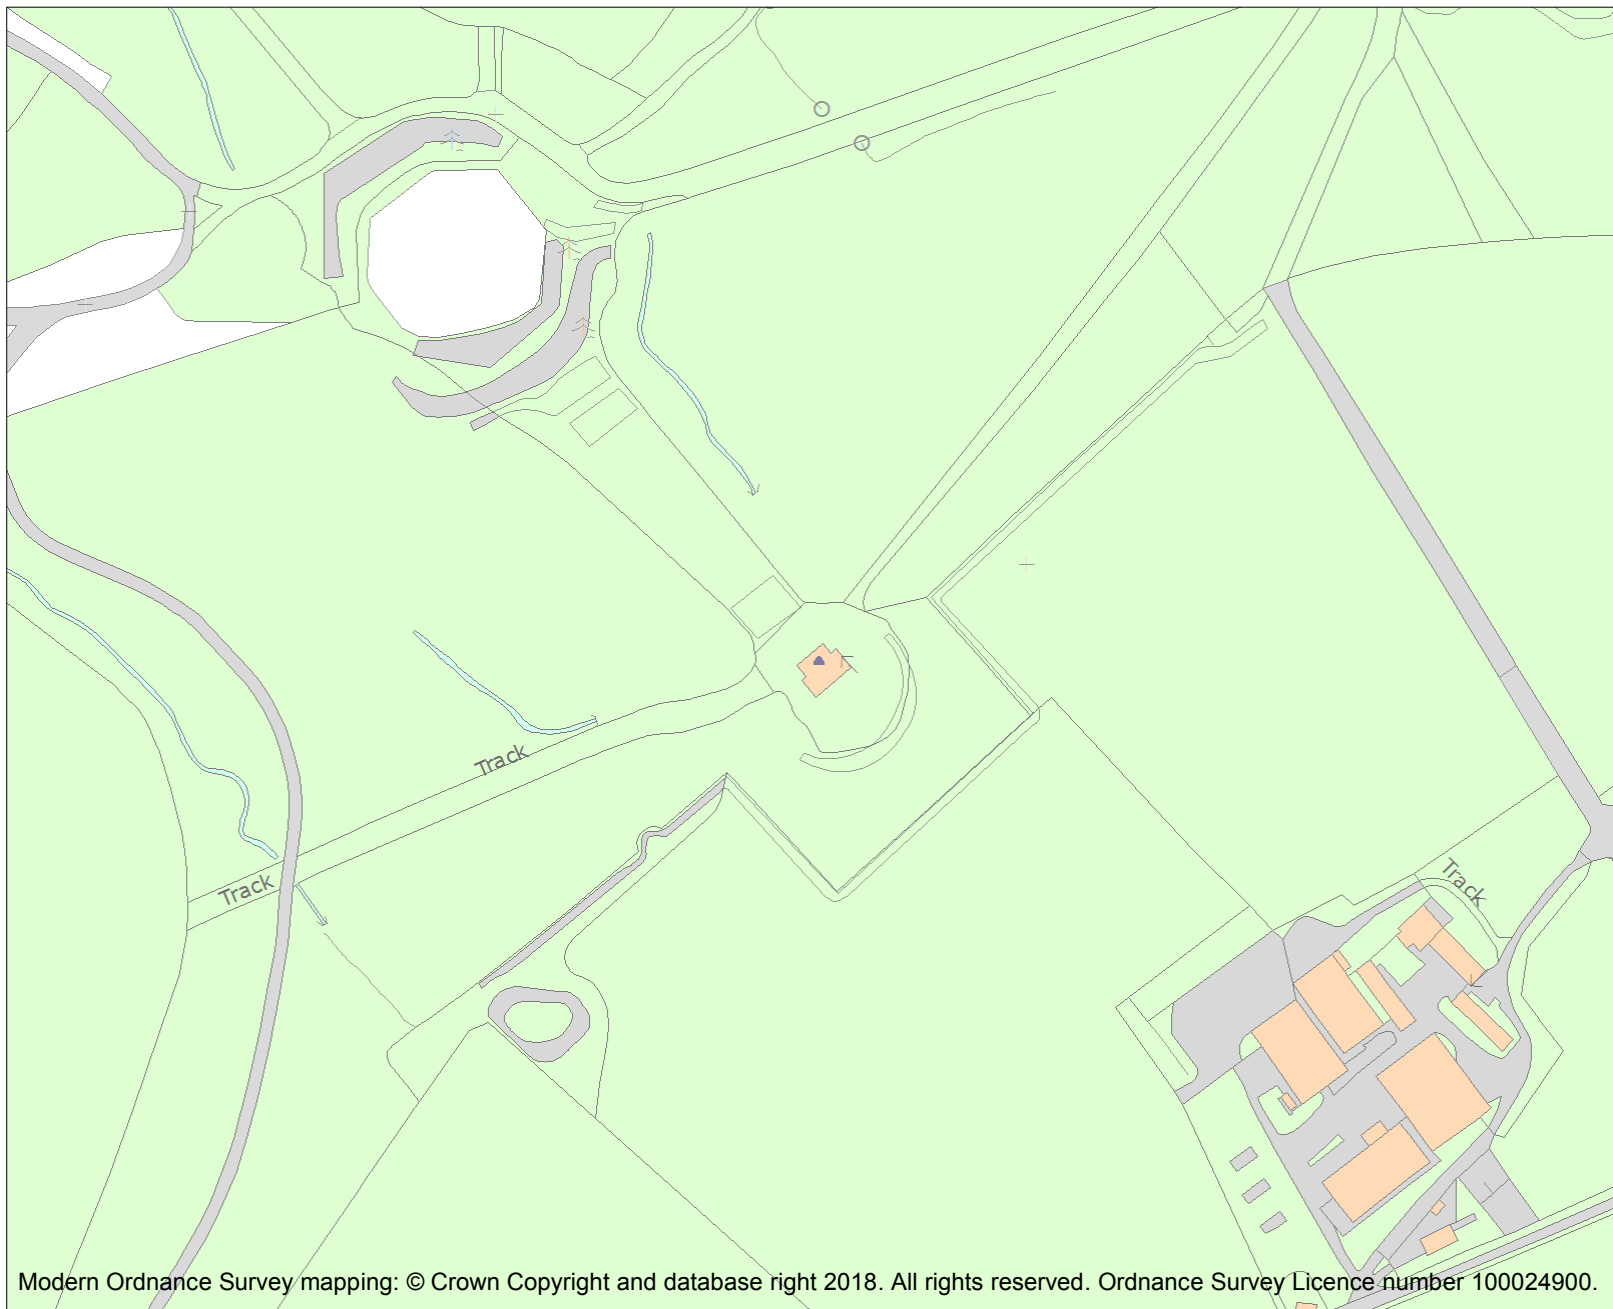 Track
Track
Track
Modern Ordnance Survey mapping: © Crown Copyright and database right 2018. All rights reserved. Ordnance Survey Licence number 100024900.